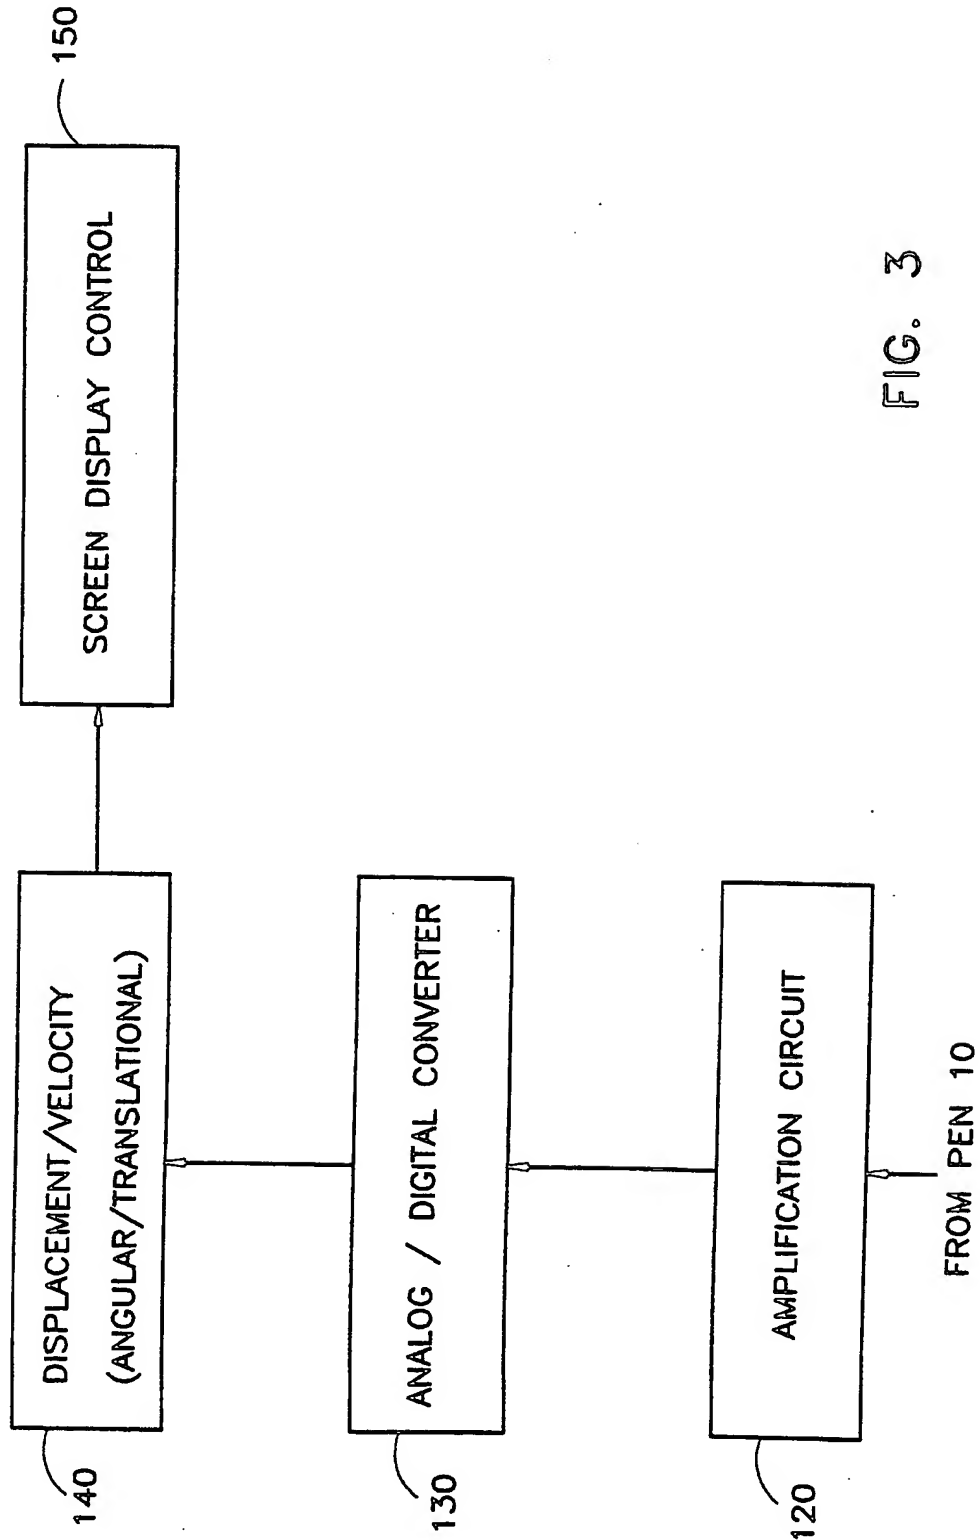 140
DISPLACEMENT/VELOCITY
(ANGULAR/TRANSLATIONAL)
SCREEN DISPLAY CONTROL
150
130
ANALOG / DIGITAL CONVERTER
120
AMPLIFICATION CIRCUIT
FROM PEN 10
FIG. 3